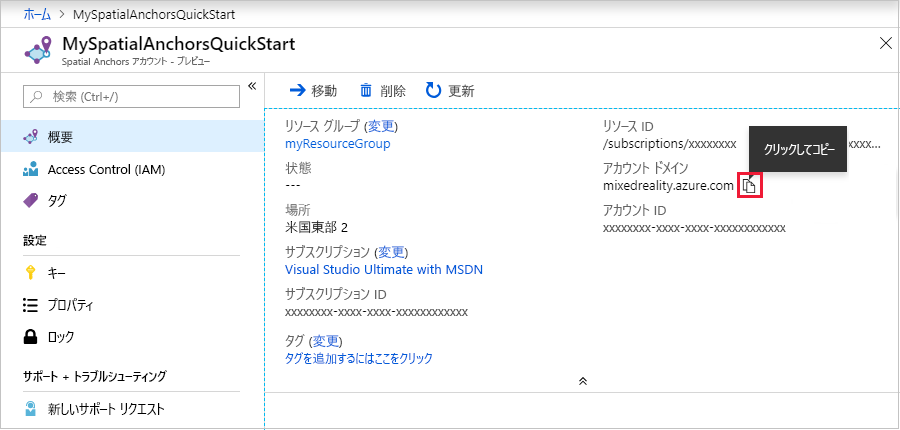 ホーム > MySpatialAnchorsQuickStart
MySpatialAnchorsQuickStart
Spatial Anchors アカウント - プレビュー
検索 (Ctrl+/)
概要
Access Control (IAM)
タグ
設定
キー
プロパティ
ロック
サポート + トラブルシューティング
新しいサポート リクエスト
移動 削除 更新
リソース グループ (変更)
myResourceGroup
状態
---
場所
米国東部 2
サブスクリプション (変更)
Visual Studio Ultimate with MSDN
サブスクリプション ID
xxxxxxxx-xxxx-xxxx-xxxxxxxxxxxx
タグ (変更)
タグを追加するにはここをクリック
リソース ID
/subscriptions/xxxxxxxx xxxx...
クリックしてコピー
アカウント ドメイン
mixedreality.azure.com
アカウント ID
xxxxxxxx-xxxx-xxxx-xxxxxxxxxxxx